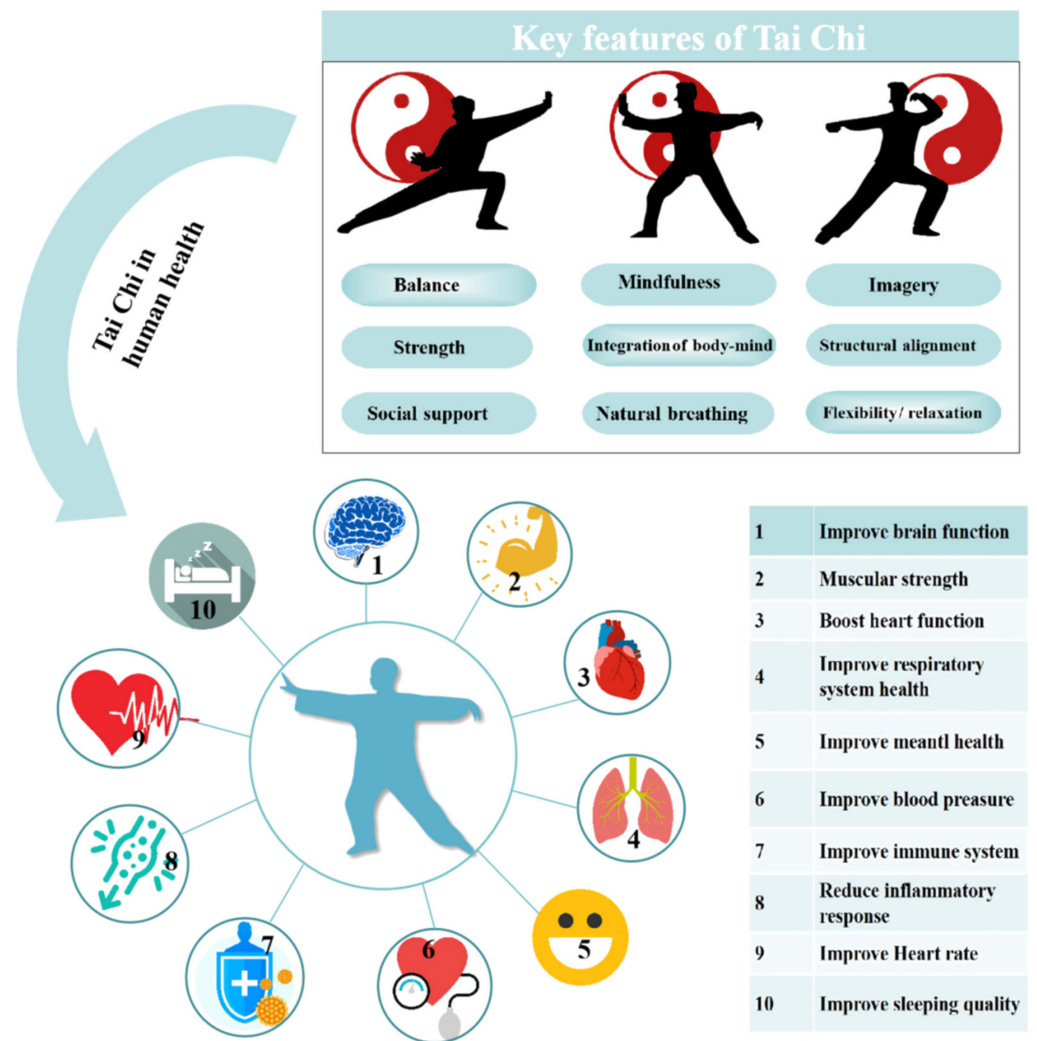 Key features of Tai Chi
Balance
Mindfulness
Imagery
Strength
Integration of body-mind
Structural alignment
Social support
Natural breathing
Flexibility/ relaxation
Tai Chi in
human health
1
2
3
4
5
6
7
8
9
10
z z z
1 Improve brain function
2 Muscular strength
3 Boost heart function
4 Improve respiratory
system health
5 Improve meantl health
6 Improve blood preasure
7 Improve immune system
8 Reduce inflammatory
response
9 Improve Heart rate
10 Improve sleeping quality